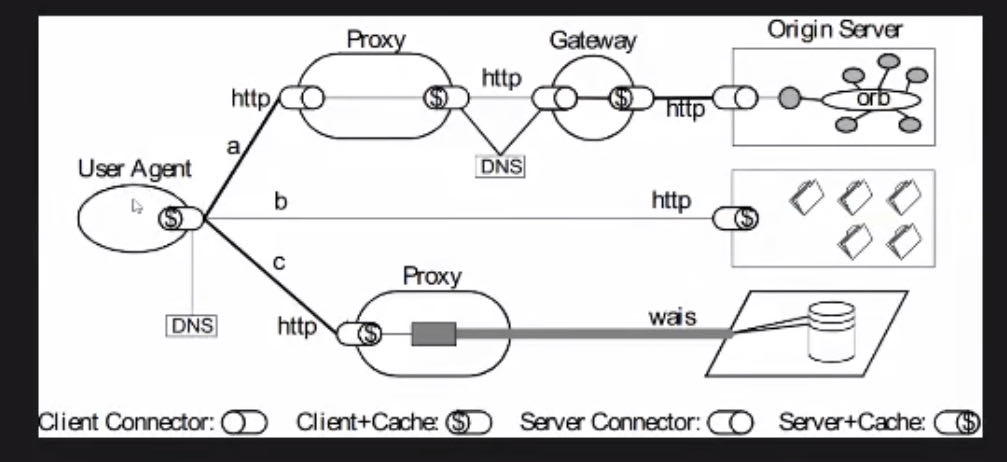 Proxy
Gateway
Origin Server
http
http
http
orb
a
DNS
User Agent
$
$
$
b
http
$
c
Proxy
DNS
http
$
wais
Client Connector:
Client+Cache: $
Server Connector:
Server+Cache: $